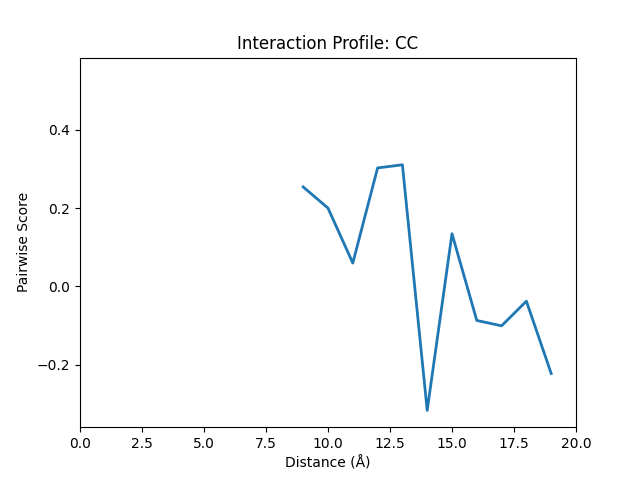 Interaction Profile: CC
Pairwise Score
0.4
0.2
0.0
−0.2
0.0 2.5 5.0 7.5 10.0 12.5 15.0 17.5 20.0
Distance (Å)